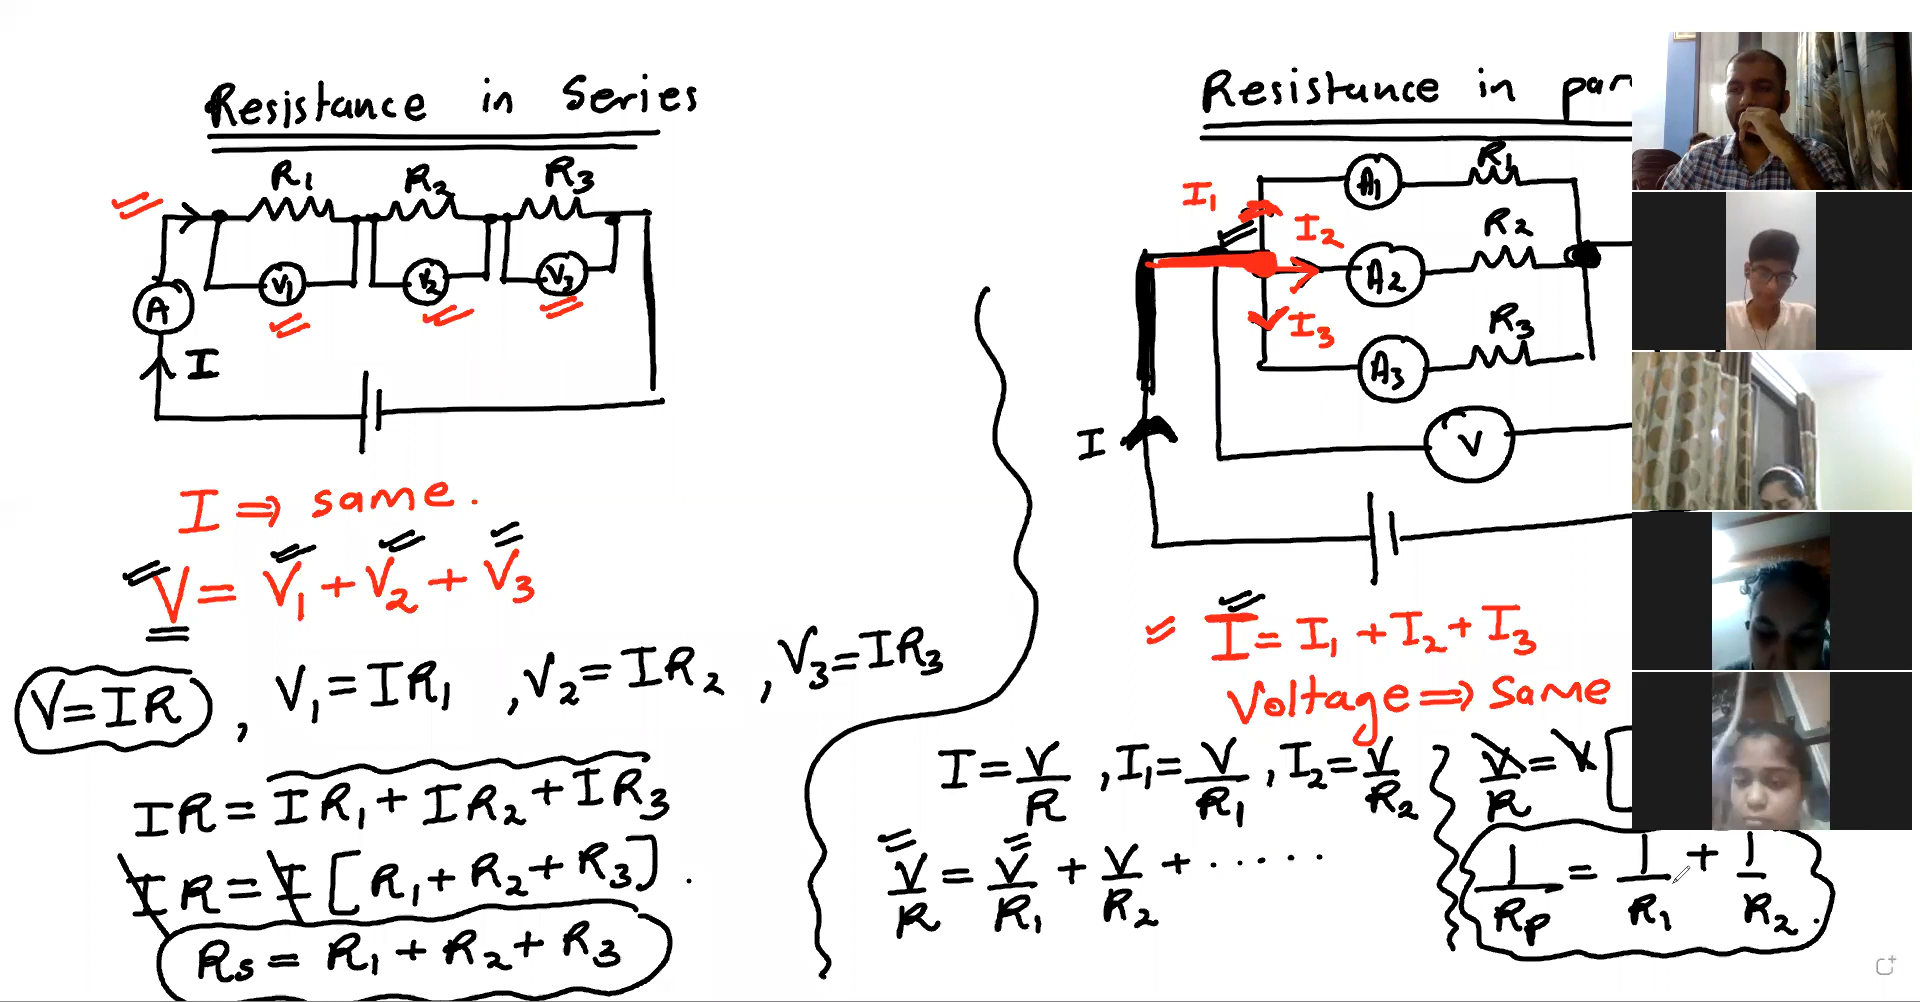 Resistance in Series
R1 R2 R3
V1 V2 V3
A
I
I ⇒ same.
V = V1 + V2 + V3
V=IR , V1 = IR1 , V2 = IR2 , V3=IR3
IR = IR1 + IR2 + IR3
IR = I [R1 + R2 + R3] .
Rs = R1 + R2 + R3
Resistance in par
I1 A1 R1
I2 A2 R2
I3 A3 R3
I
V
I = I1 + I2 + I3
Voltage ⇒ Same
I = V/R , I1 = V/R1 , I2 = V/R2
V/R = V/R1 + V/R2 + ......
V/R = V [
1/Rp = 1/R1 + 1/R2 .